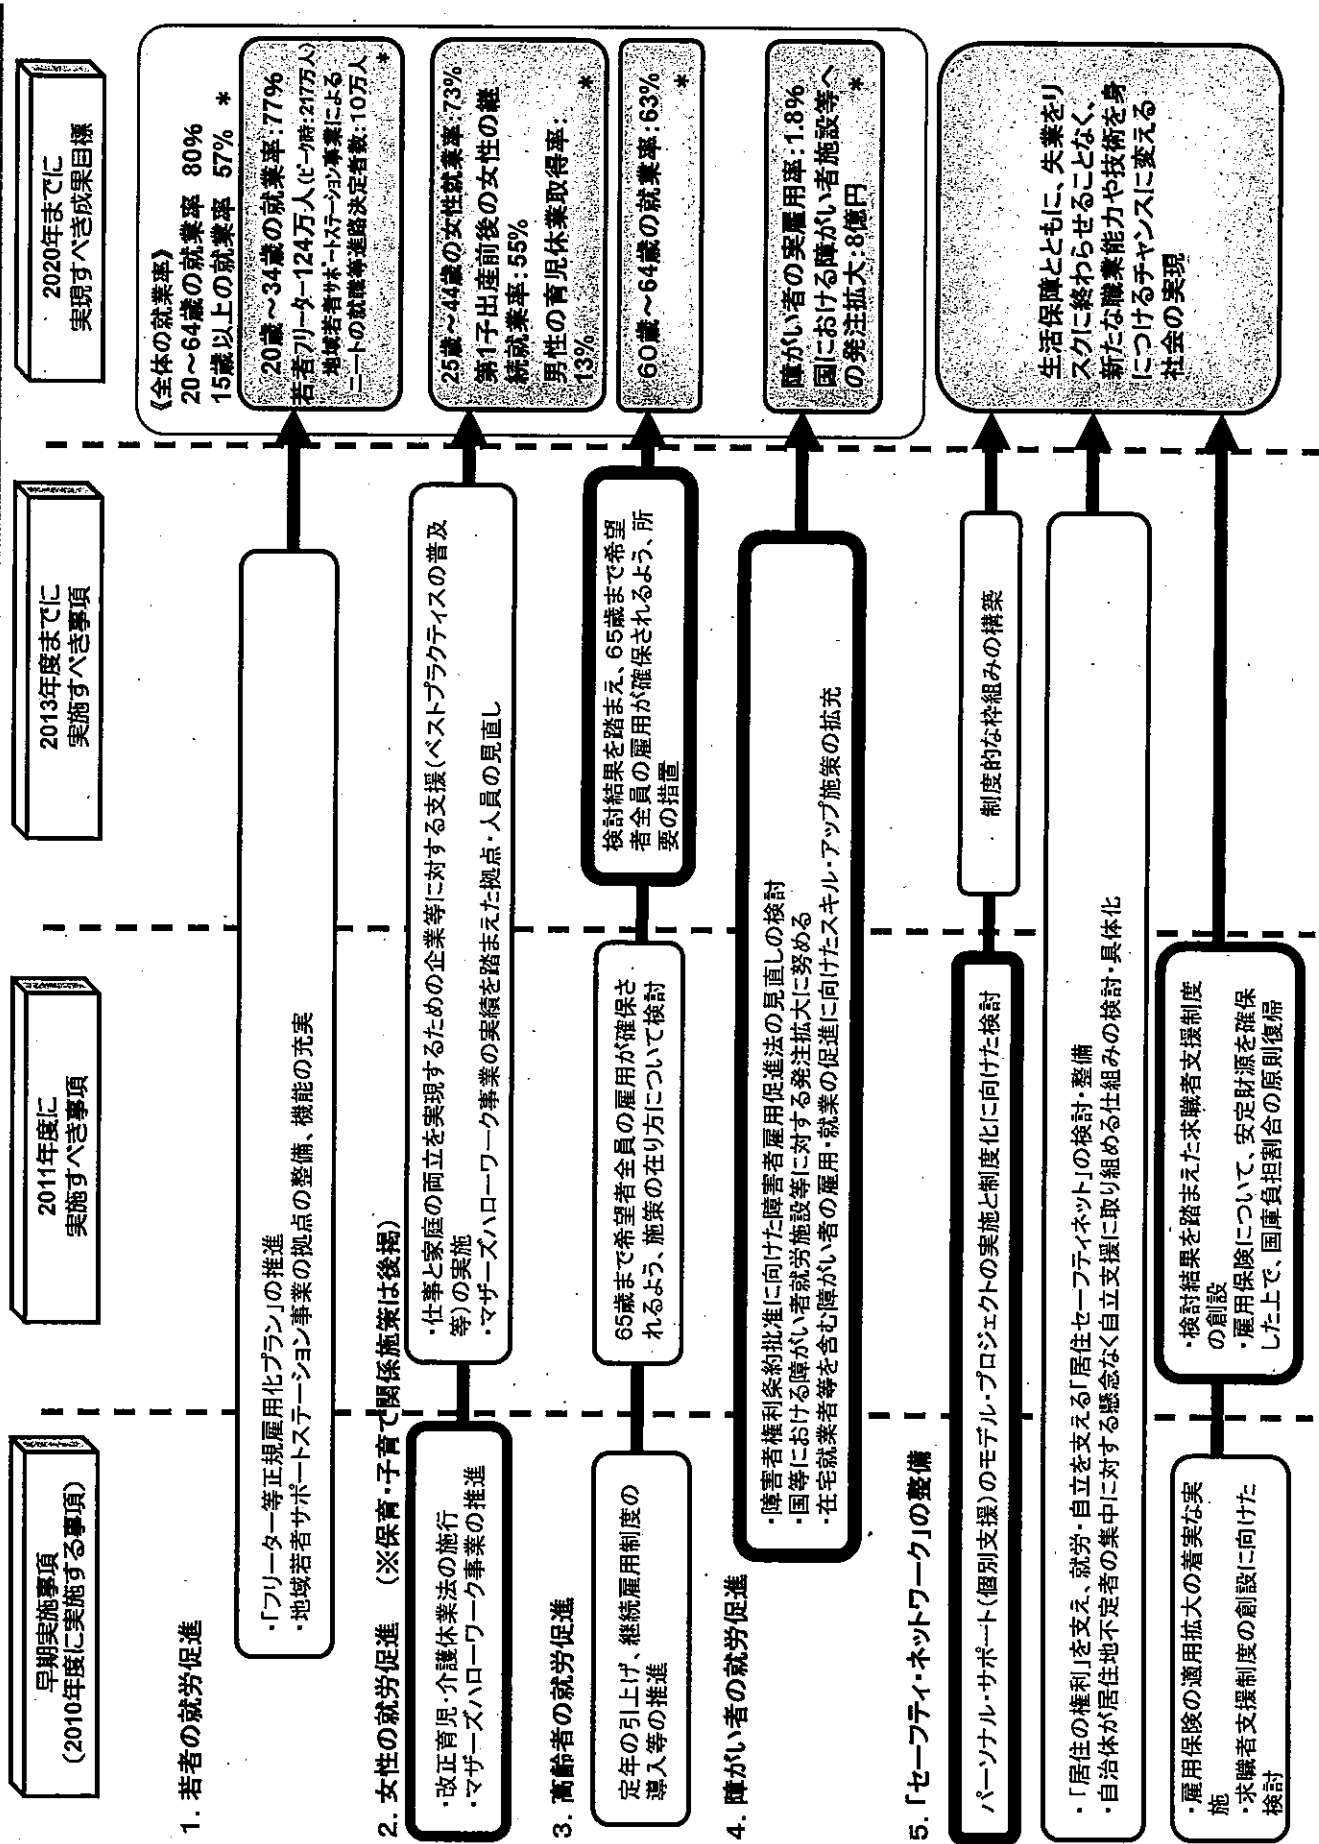 早期実施事項
(2010年度に実施する事項)
2011年度に
実施すべき事項
2013年度までに
実施すべき事項
2020年までに
実現すべき成果目標
《全体の就業率》
20~64歳の就業率 80%
15歳以上の就業率 57% *
1. 若者の就労促進
・「フリーター等正規雇用化プラン」の推進
・地域若者サポートステーション事業の拠点の整備、機能の充実
20歳~34歳の就業率:77%
若者フリーター124万人(ピーク時:217万人)
地域若者サポートステーション事業による
ニートの就職等進路決定者数:10万人
*
2. 女性の就労促進 (※保育・子育て関係施策は後掲)
・改正育児・介護休業法の施行
・マザーズハローワーク事業の推進
・仕事と家庭の両立を実現するための企業等に対する支援(ベストプラクティスの普及
等)の実施
・マザーズハローワーク事業の実績を踏まえた拠点・人員の見直し
25歳~44歳の女性就業率:73%
第1子出産前後の女性の継
続就業率:55%
男性の育児休業取得率:
13% *
3. 高齢者の就労促進
定年の引上げ、継続雇用制度の
導入等の推進
65歳まで希望者全員の雇用が確保さ
れるよう、施策の在り方について検討
検討結果を踏まえ、65歳まで希望
者全員の雇用が確保されるよう、所
要の措置
60歳~64歳の就業率:63%
*
4. 障がい者の就労促進
・障害者権利条約批准に向けた障害者雇用促進法の見直しの検討
・国等における障がい者就労施設等に対する発注拡大に努める
・在宅就業者等を含む障がい者の雇用・就業の促進に向けたスキル・アップ施策の拡充
障がい者の実雇用率:1.8%
国における障がい者施設等へ
の発注拡大:8億円 *
5. 「セーフティ・ネットワーク」の整備
パーソナル・サポート(個別支援)のモデル・プロジェクトの実施と制度化に向けた検討
制度的な枠組みの構築
・「居住の権利」を支え、就労・自立を支える「居住セーフティネット」の検討・整備
・自治体が居住地不定者の集中に対する懸念なく自立支援に取り組める仕組みの検討・具体化
・雇用保険の適用拡大の着実な実
施
・求職者支援制度の創設に向けた
検討
・検討結果を踏まえた求職者支援制度
の創設
・雇用保険について、安定財源を確保
した上で、国庫負担割合の原則復帰
生活保障とともに、失業をリ
スクに終わらせることなく、
新たな職業能力や技術を身
につけるチャンスに変える
社会の実現